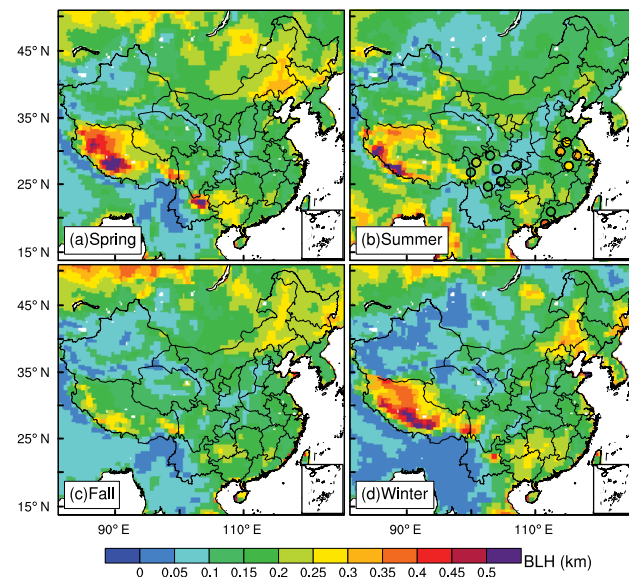 45° N
35° N
25° N
15° N
(a)Spring
(b)Summer
45° N
35° N
25° N
15° N
(c)Fall
(d)Winter
90° E
110° E
90° E
110° E
0
0.05
0.1
0.15
0.2
0.25
0.3
0.35
0.4
0.45
0.5
BLH (km)